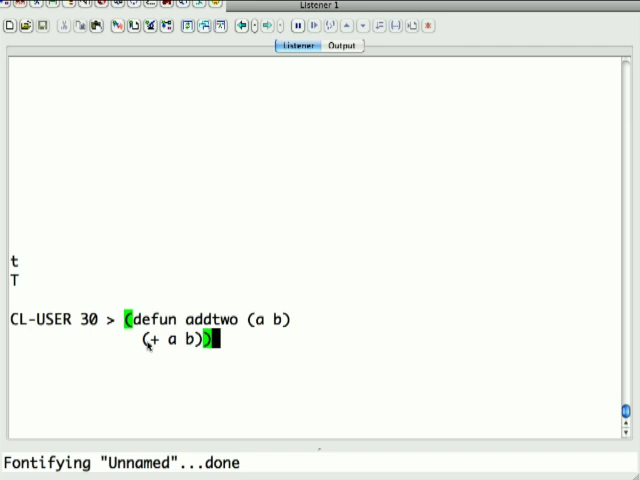 Listener 1
Listener Output
t
T
CL-USER 30 > (defun addtwo (a b)
(+ a b))
Fontifying "Unnamed"...done